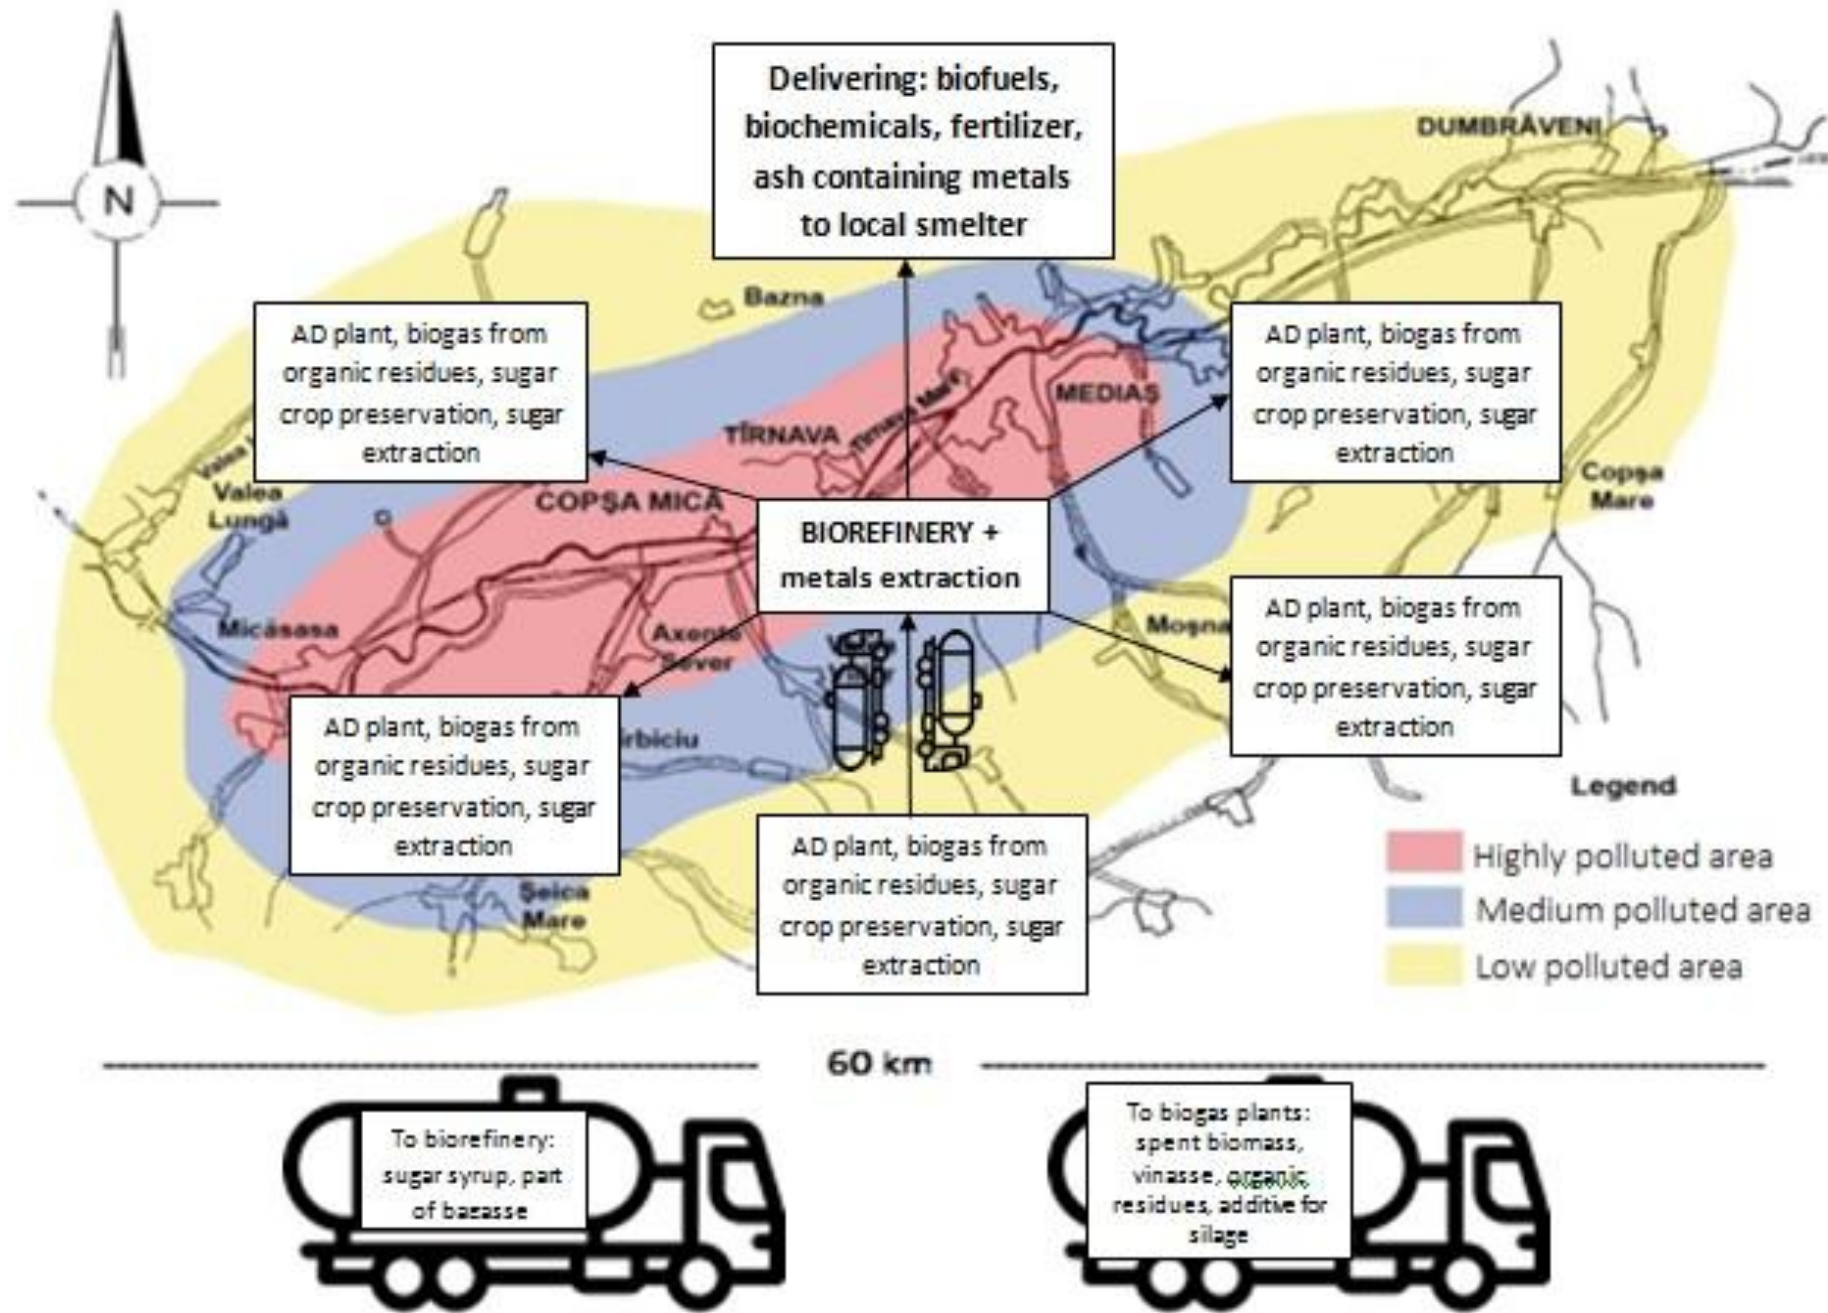 N
Delivering: biofuels,
biochemicals, fertilizer,
ash containing metals
to local smelter
DUMBRĂVENI
Bazna
AD plant, biogas from
organic residues, sugar
crop preservation, sugar
extraction
AD plant, biogas from
organic residues, sugar
crop preservation, sugar
extraction
MEDIAŞ
TÎRNAVA
Tîrnava Mare
Valea
Valea
Lungă
COPŞA MICĂ
Copşa
Mare
BIOREFINERY +
metals extraction
Micăsasa
Axente
Sever
Moşna
AD plant, biogas from
organic residues, sugar
crop preservation, sugar
extraction
AD plant, biogas from
organic residues, sugar
crop preservation, sugar
extraction
îrbiciu
AD plant, biogas from
organic residues, sugar
crop preservation, sugar
extraction
Şeica
Mare
Legend
Highly polluted area
Medium polluted area
Low polluted area
60 km
To biorefinery:
sugar syrup, part
of bagasse
To biogas plants:
spent biomass,
vinasse, organic
residues, additive for
silage